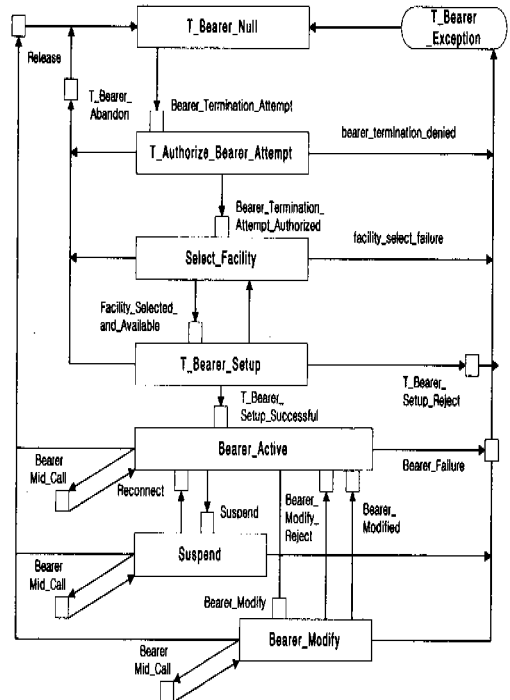 T_Bearer_Null
T_Bearer
_Exception
Release
T_Bearer_
Abandon
Bearer_Termination_Attempt
bearer_termination_denied
T_Authorize_Bearer_Attempt
Bearer_Termination_
Attempt_Authorized
facility_select_failure
Select_Facility
Facility_Selected_
and_Available
T_Bearer_Setup
T_Bearer_
Setup_Reject
T_Bearer_
Setup_Successful
Bearer_Active
Bearer_Failure
Bearer
Mid_Call
Reconnect
Suspend
Bearer_
Modify_
Reject
Bearer_
Modified
Suspend
Bearer
Mid_Call
Bearer_Modify
Bearer_Modify
Bearer
Mid_Call